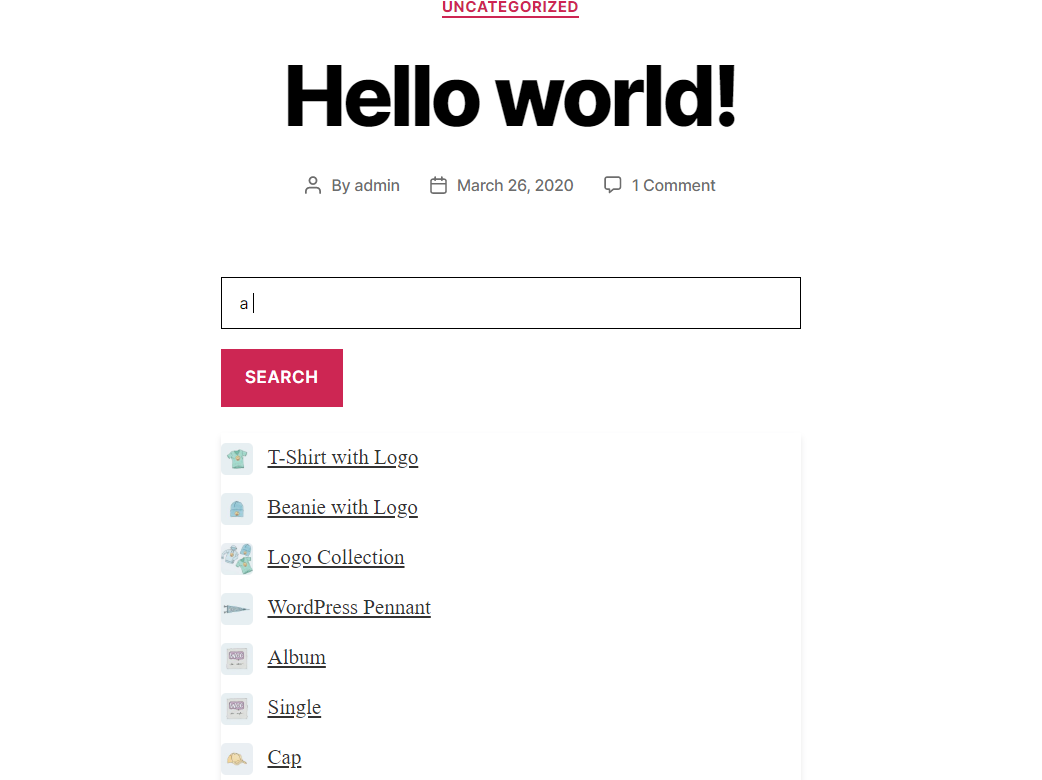 UNCATEGORIZED
Hello world!
By admin March 26, 2020 1 Comment
a
SEARCH
T-Shirt with Logo
Beanie with Logo
Logo Collection
WordPress Pennant
Album
Single
Cap